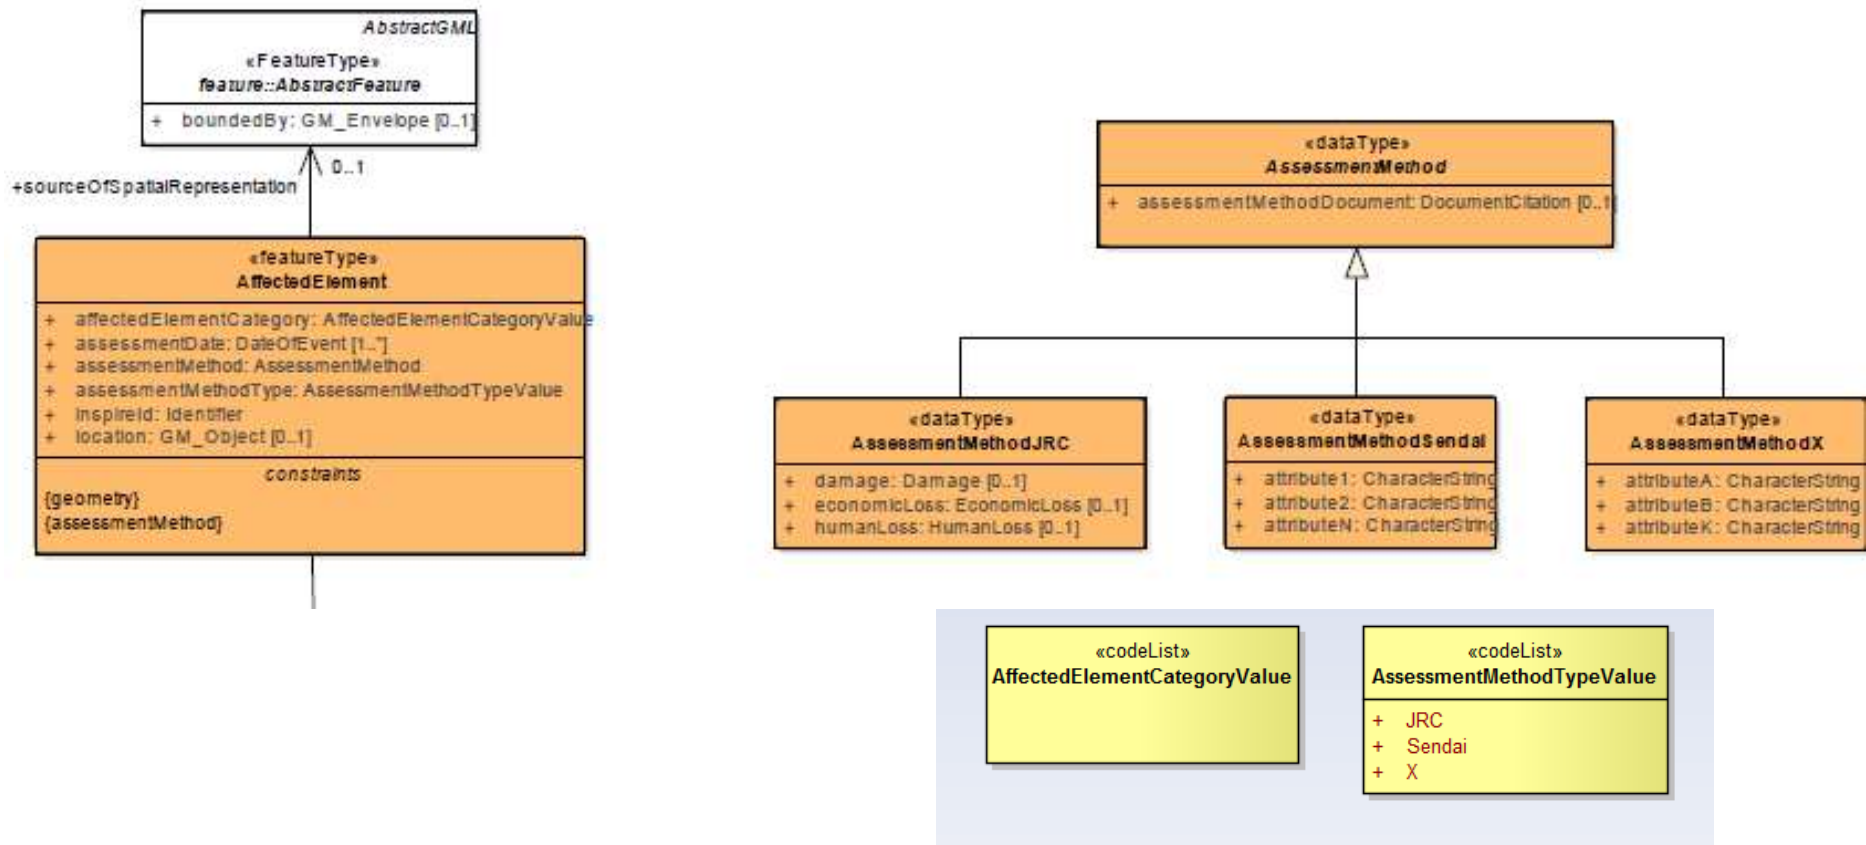 AbstractGML
«FeatureType»
feature::AbstractFeature
+ boundedBy: GM_Envelope [0..1]
0..1
+sourceOfSpatialRepresentation
«featureType»
AffectedElement
+ affectedElementCategory: AffectedElementCategoryValue
+ assessmentDate: DateOfEvent [1..*]
+ assessmentMethod: AssessmentMethod
+ assessmentMethodType: AssessmentMethodTypeValue
+ inspireId: Identifier
+ location: GM_Object [0..1]
constraints
{geometry}
{assessmentMethod}
«dataType»
AssessmentMethod
+ assessmentMethodDocument: DocumentCitation [0..1]
«dataType»
AssessmentMethodJRC
+ damage: Damage [0..1]
+ economicLoss: EconomicLoss [0..1]
+ humanLoss: HumanLoss [0..1]
«dataType»
AssessmentMethodSendai
+ attribute1: CharacterString
+ attribute2: CharacterString
+ attributeN: CharacterString
«dataType»
AssessmentMethodX
+ attributeA: CharacterString
+ attributeB: CharacterString
+ attributeK: CharacterString
«codeList»
AffectedElementCategoryValue
«codeList»
AssessmentMethodTypeValue
+ JRC
+ Sendai
+ X